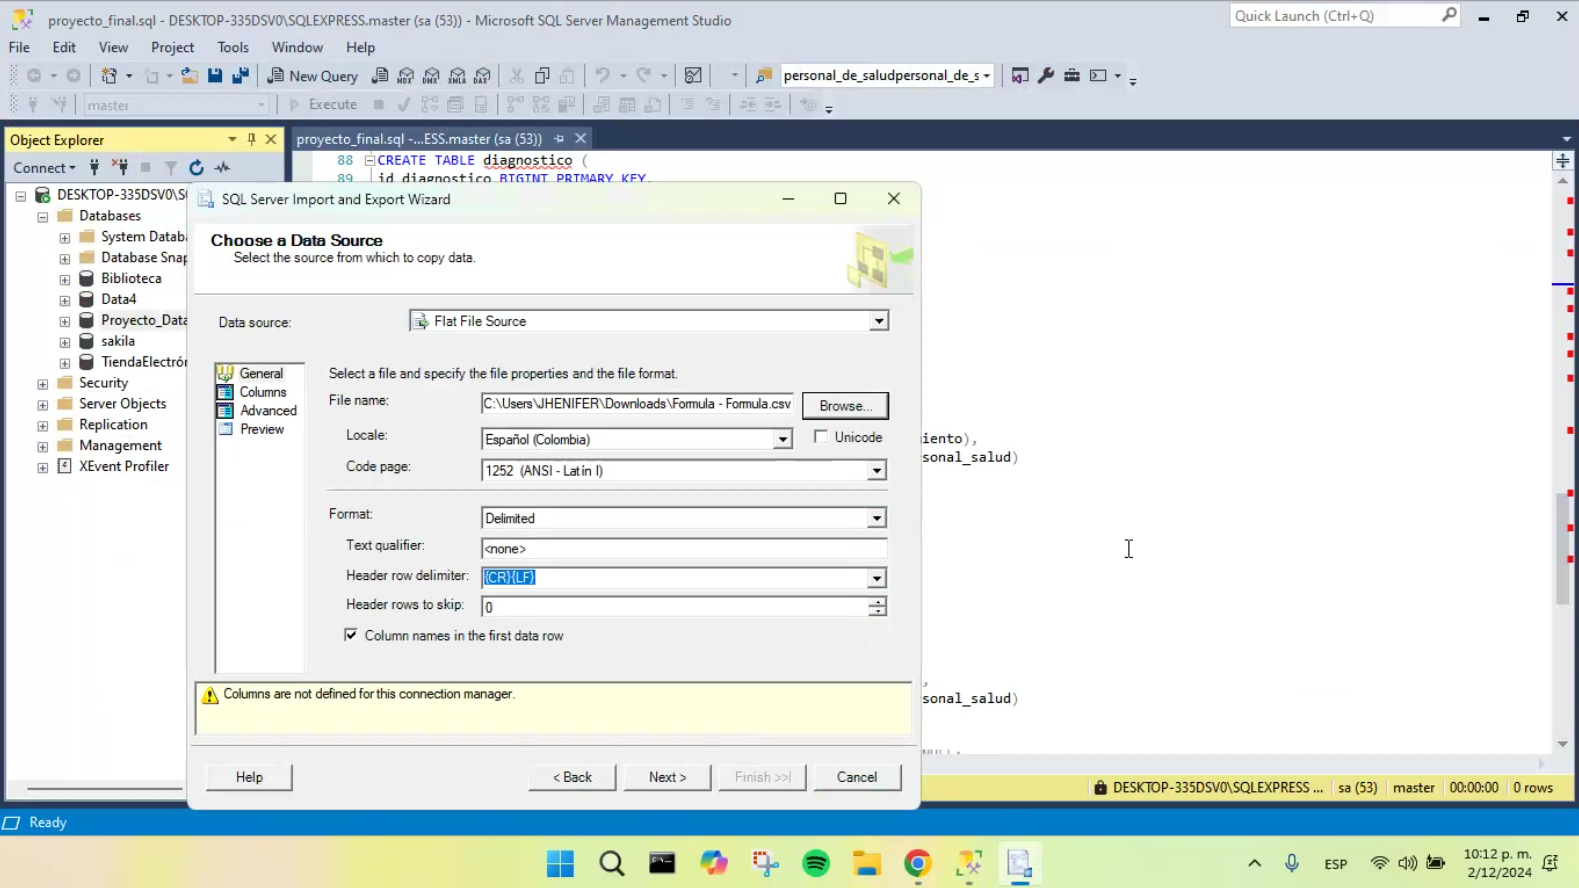 proyecto_final.sql - DESKTOP-335DSV0\SQLEXPRESS.master (sa (53)) - Microsoft SQL Server Management Studio
Quick Launch (Ctrl+Q)
File Edit View Project Tools Window Help
New Query MDX DMX XMLA DAX personal_de_saludpersonal_de_s
master Execute
Object Explorer
proyecto_final.sql -...ESS.master (sa (53))
Connect
88 CREATE TABLE diagnostico (
89 id_diagnostico BIGINT PRIMARY KEY,
DESKTOP-335DSV0\SQ
Databases
System Datab
Database Snap
Biblioteca
Data4
Proyecto_Data
sakila
TiendaElectrón
Security
Server Objects
Replication
Management
XEvent Profiler
SQL Server Import and Export Wizard
Choose a Data Source
Select the source from which to copy data.
Data source: Flat File Source
General
Columns
Advanced
Preview
Select a file and specify the file properties and the file format.
File name: C:\Users\JHENIFER\Downloads\Formula - Formula.csv Browse...
Locale: Español (Colombia) Unicode
Code page: 1252 (ANSI - Latín I)
Format: Delimited
Text qualifier: <none>
Header row delimiter: {CR}{LF}
Header rows to skip: 0
Column names in the first data row
Columns are not defined for this connection manager.
Help < Back Next > Finish >>| Cancel
iento),
sonal_salud)
,
sonal_salud)
DESKTOP-335DSV0\SQLEXPRESS ... sa (53) master 00:00:00 0 rows
Ready
ESP
10:12 p. m.
2/12/2024